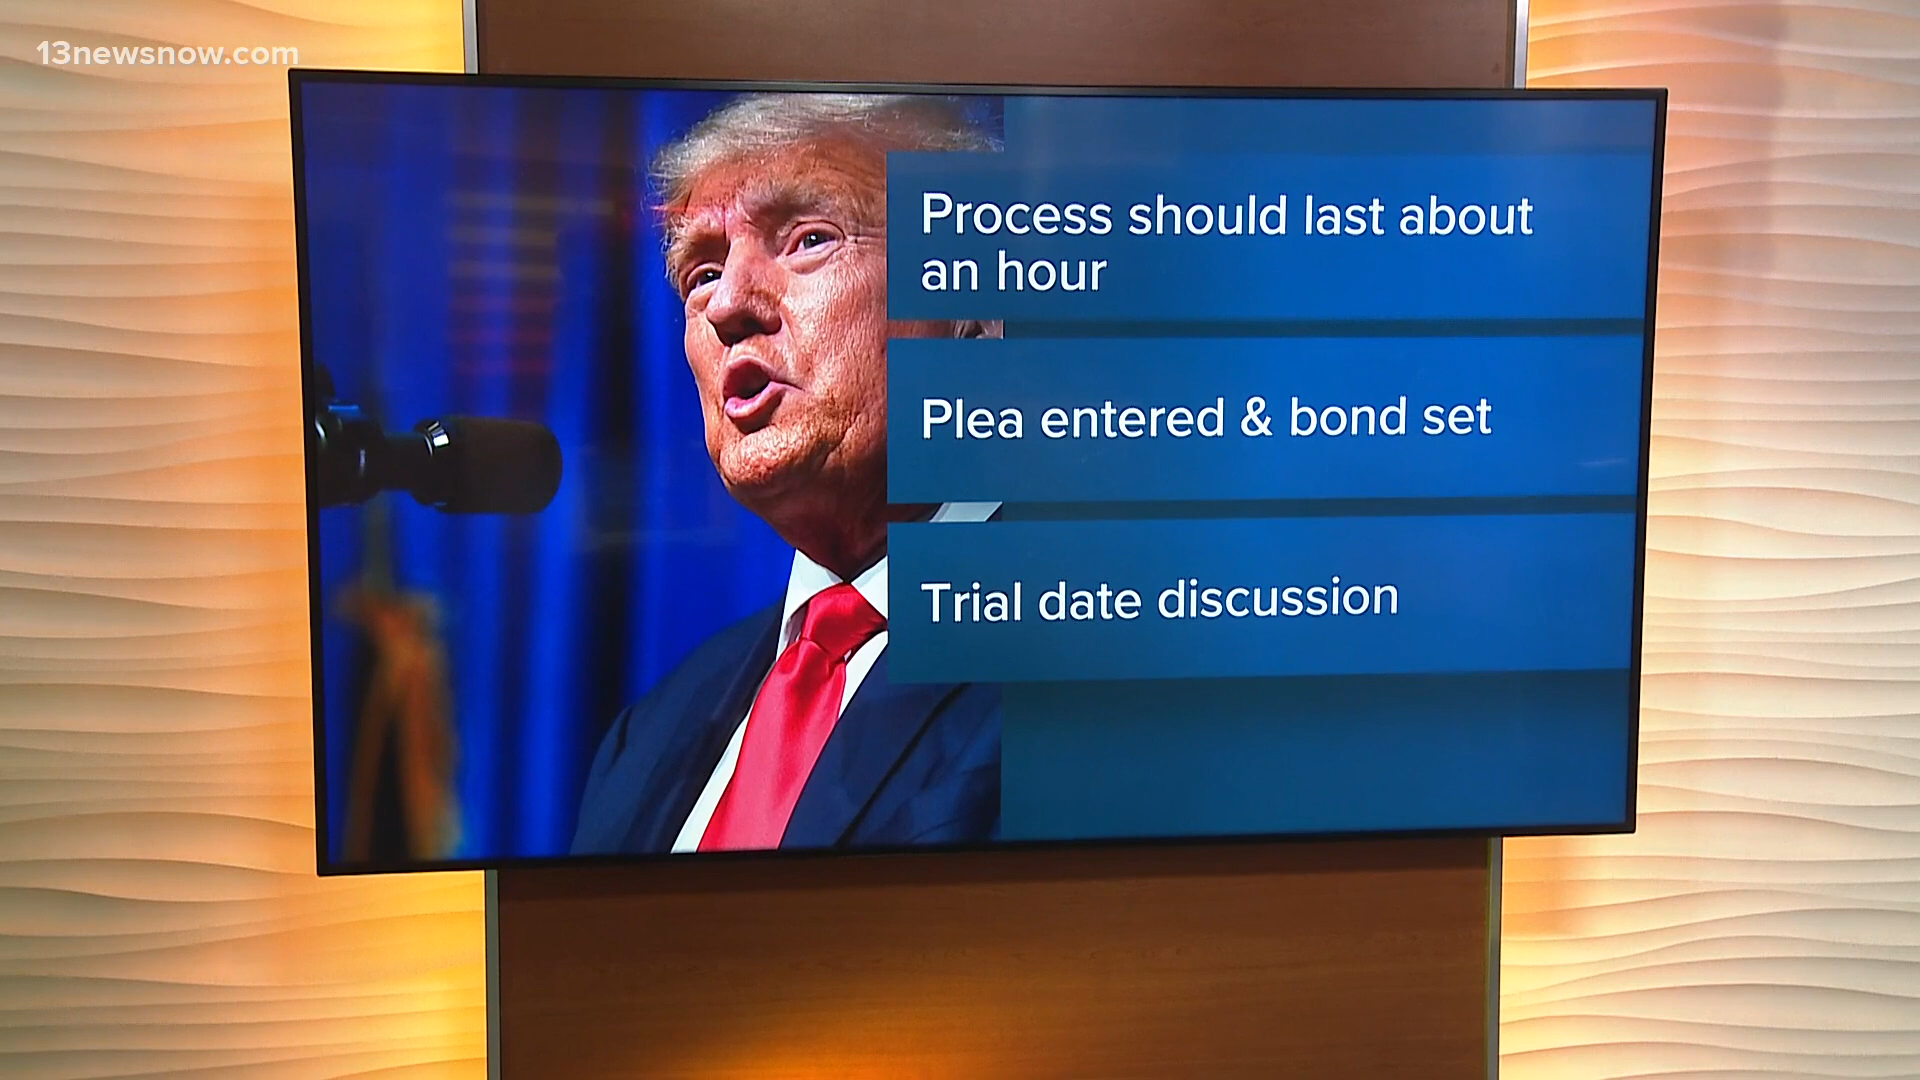 13newsnow.com
Process should last about
an hour
Plea entered & bond set
Trial date discussion